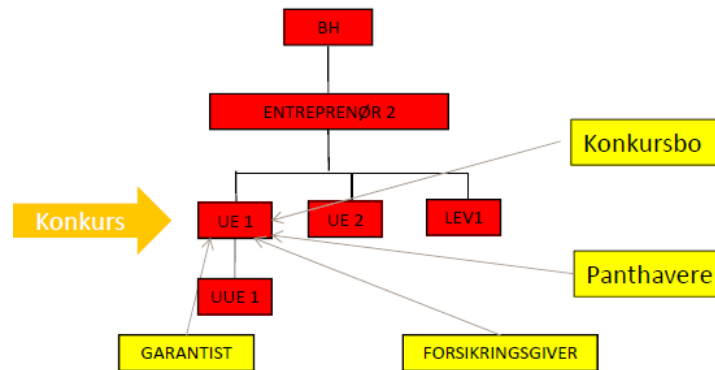 BH
ENTREPRENØR 2
Konkursbo
Konkurs
UE 1
UE 2
LEV1
Panthavere
UUE 1
GARANTIST
FORSIKRINGSGIVER